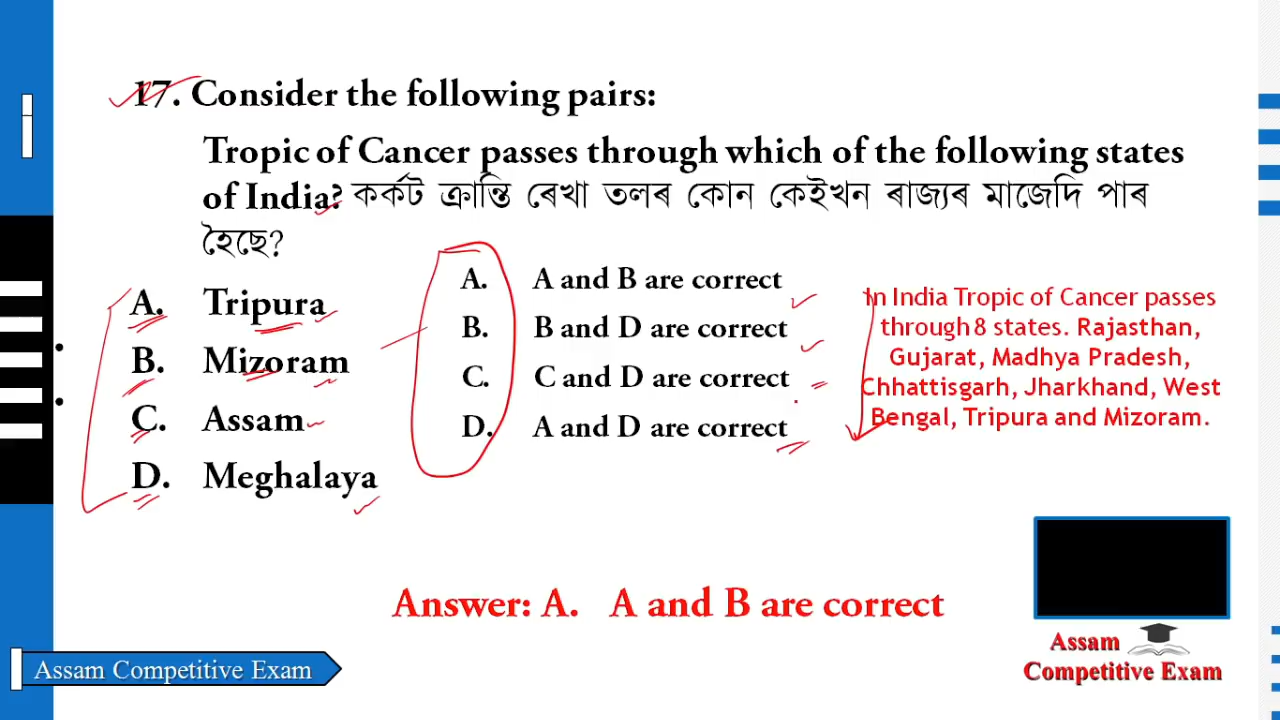 17. Consider the following pairs:
Tropic of Cancer passes through which of the following states
of India? কৰ্কট ক্ৰান্তি ৰেখা তলৰ কোন কেইখন ৰাজ্যৰ মাজেদি পাৰ
হৈছে?
A. Tripura
B. Mizoram
C. Assam
D. Meghalaya
A. A and B are correct
B. B and D are correct
C. C and D are correct
D. A and D are correct
In India Tropic of Cancer passes
through 8 states. Rajasthan,
Gujarat, Madhya Pradesh,
Chhattisgarh, Jharkhand, West
Bengal, Tripura and Mizoram.
Answer: A. A and B are correct
Assam Competitive Exam
Assam
Competitive Exam